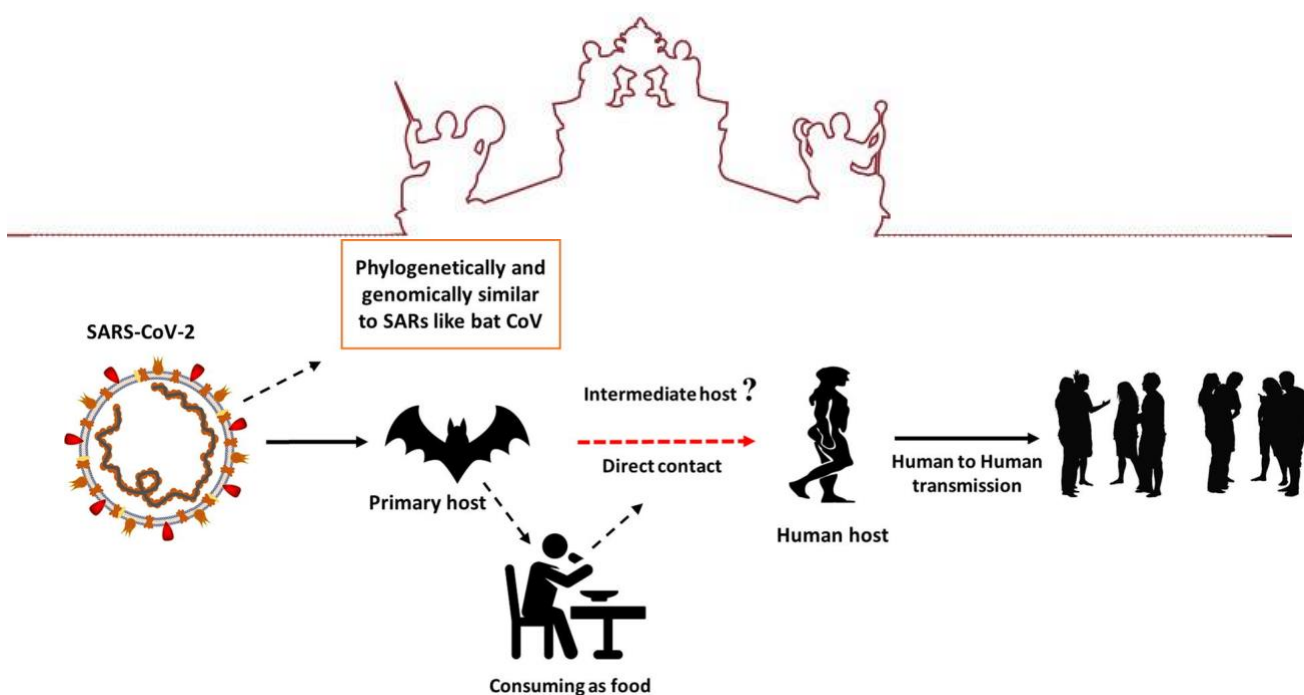 Phylogenetically and
genomically similar
to SARs like bat CoV
SARS-CoV-2
Intermediate host ?
Direct contact
Primary host
Human host
Human to Human
transmission
Consuming as food